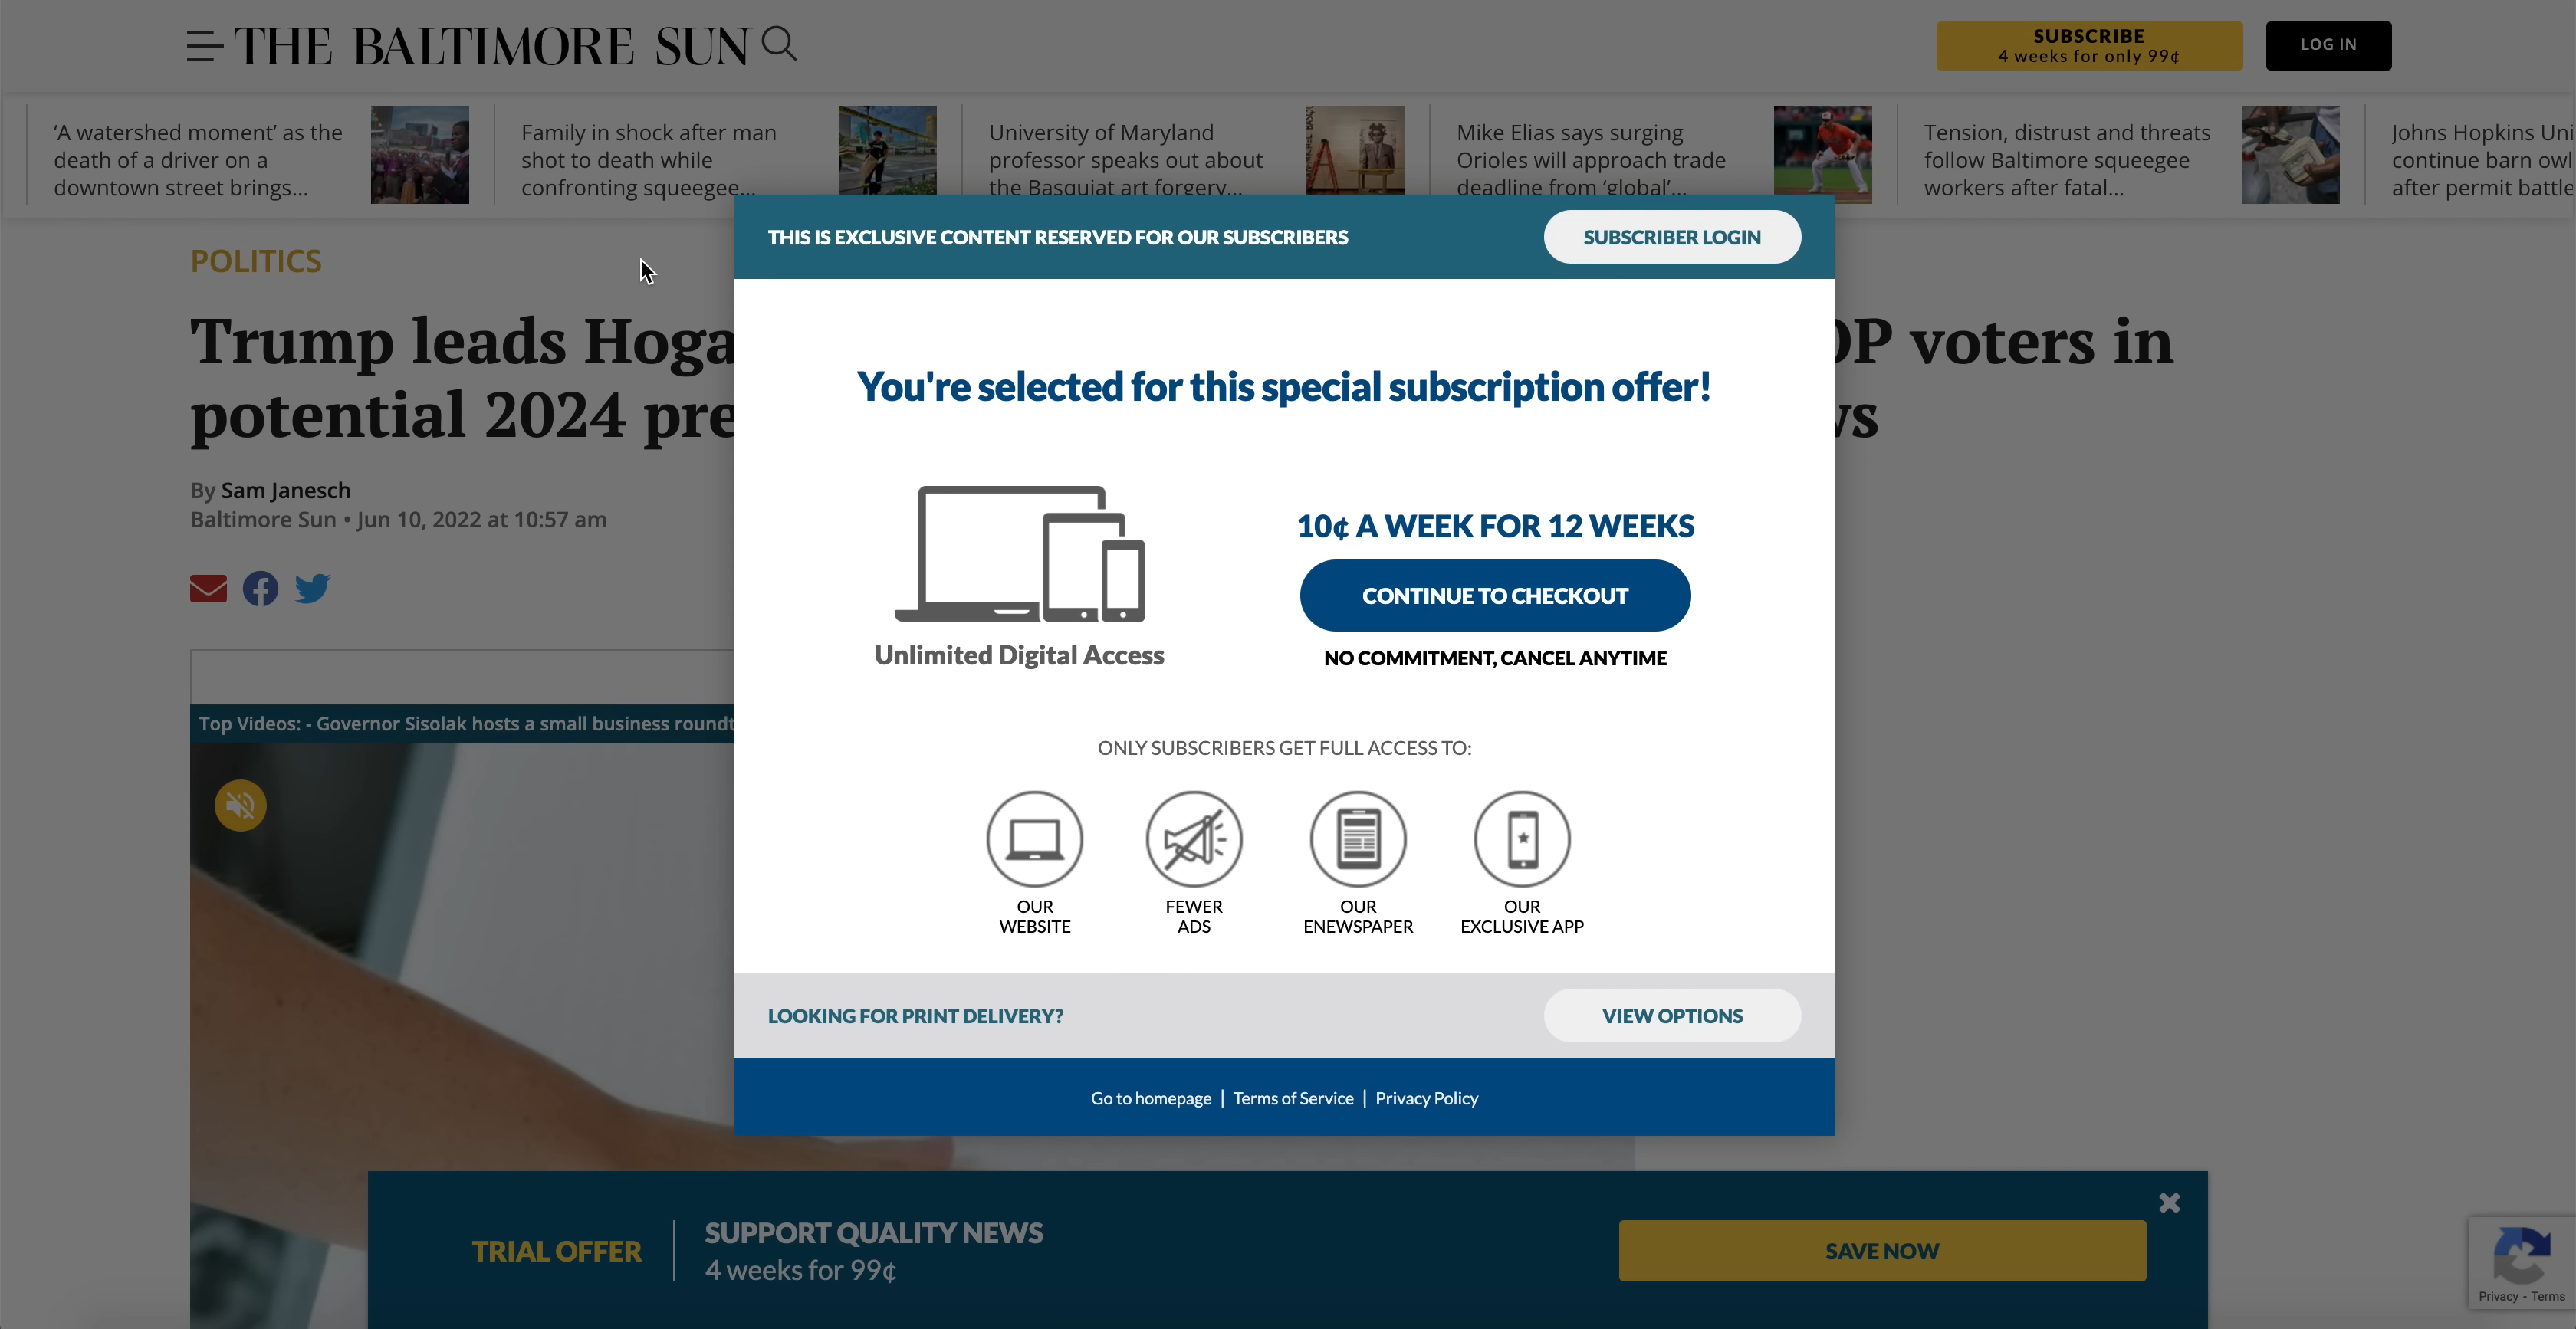 THE BALTIMORE SUN
SUBSCRIBE
4 weeks for only 99¢
LOG IN
‘A watershed moment’ as the
death of a driver on a
downtown street brings...
Family in shock after man
shot to death while
confronting squeegee...
University of Maryland
professor speaks out about
the Basquiat art forgery...
Mike Elias says surging
Orioles will approach trade
deadline from ‘global’...
Tension, distrust and threats
follow Baltimore squeegee
workers after fatal...
Johns Hopkins Uni
continue barn owl
after permit battle
POLITICS
Trump leads Hoga
OP voters in
potential 2024 pre
ws
By Sam Janesch
Baltimore Sun • Jun 10, 2022 at 10:57 am
Top Videos: - Governor Sisolak hosts a small business roundt
THIS IS EXCLUSIVE CONTENT RESERVED FOR OUR SUBSCRIBERS
SUBSCRIBER LOGIN
You're selected for this special subscription offer!
Unlimited Digital Access
10¢ A WEEK FOR 12 WEEKS
CONTINUE TO CHECKOUT
NO COMMITMENT, CANCEL ANYTIME
ONLY SUBSCRIBERS GET FULL ACCESS TO:
OUR
WEBSITE
FEWER
ADS
OUR
ENEWSPAPER
OUR
EXCLUSIVE APP
LOOKING FOR PRINT DELIVERY?
VIEW OPTIONS
Go to homepage | Terms of Service | Privacy Policy
TRIAL OFFER
SUPPORT QUALITY NEWS
4 weeks for 99¢
SAVE NOW
Privacy - Terms